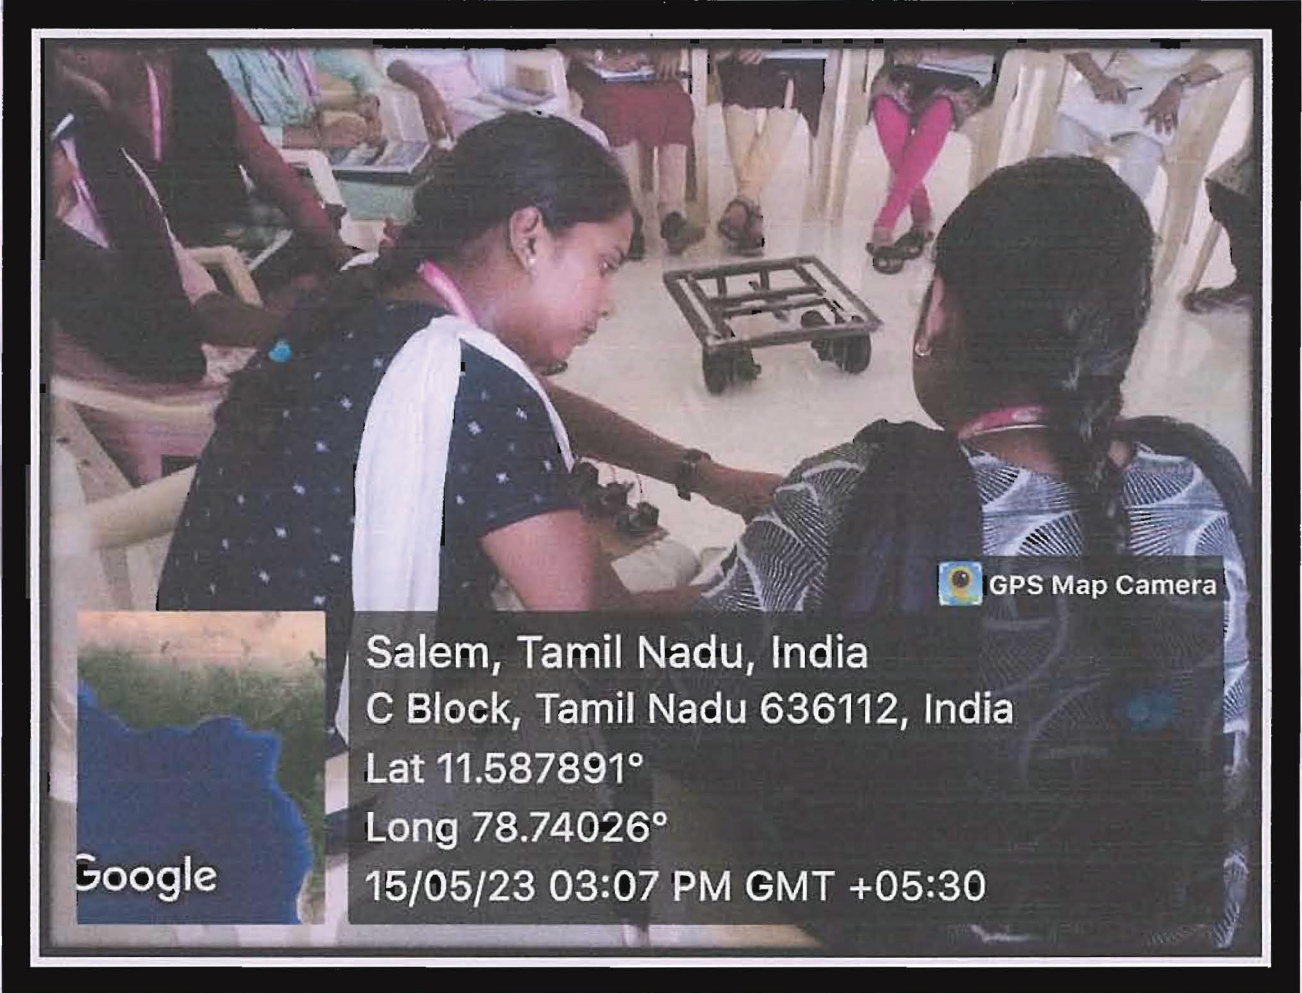 GPS Map Camera
Salem, Tamil Nadu, India
C Block, Tamil Nadu 636112, India
Lat 11.587891°
Long 78.74026°
15/05/23 03:07 PM GMT +05:30
Google